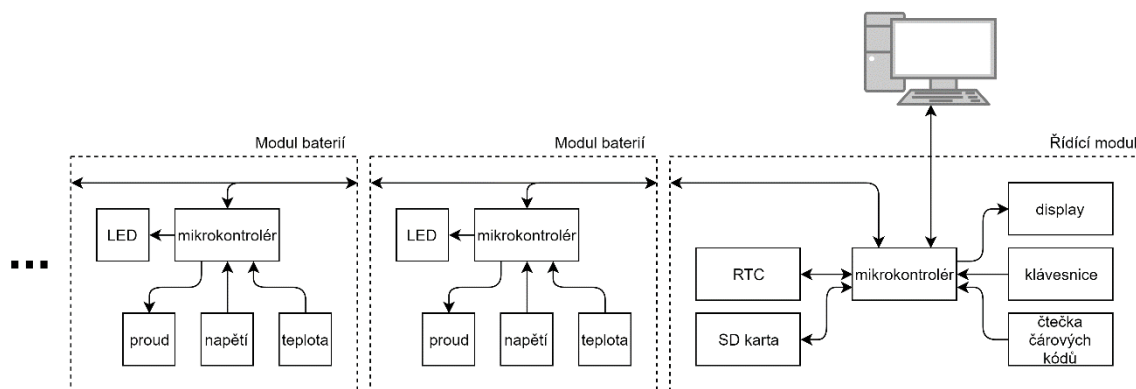 Modul baterií
Modul baterií
Řídící modul
LED
mikrokontrolér
proud
napětí
teplota
LED
mikrokontrolér
proud
napětí
teplota
RTC
SD karta
mikrokontrolér
display
klávesnice
čtečka
čárových
kódů